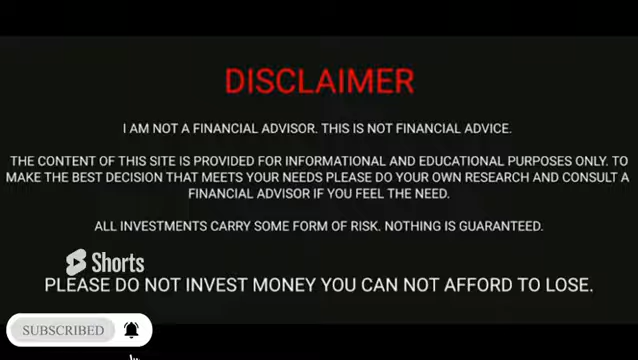 DISCLAIMER
I AM NOT A FINANCIAL ADVISOR. THIS IS NOT FINANCIAL ADVICE.
THE CONTENT OF THIS SITE IS PROVIDED FOR INFORMATIONAL AND EDUCATIONAL PURPOSES ONLY. TO
MAKE THE BEST DECISION THAT MEETS YOUR NEEDS PLEASE DO YOUR OWN RESEARCH AND CONSULT A
FINANCIAL ADVISOR IF YOU FEEL THE NEED.
ALL INVESTMENTS CARRY SOME FORM OF RISK. NOTHING IS GUARANTEED.
Shorts
PLEASE DO NOT INVEST MONEY YOU CAN NOT AFFORD TO LOSE.
SUBSCRIBED